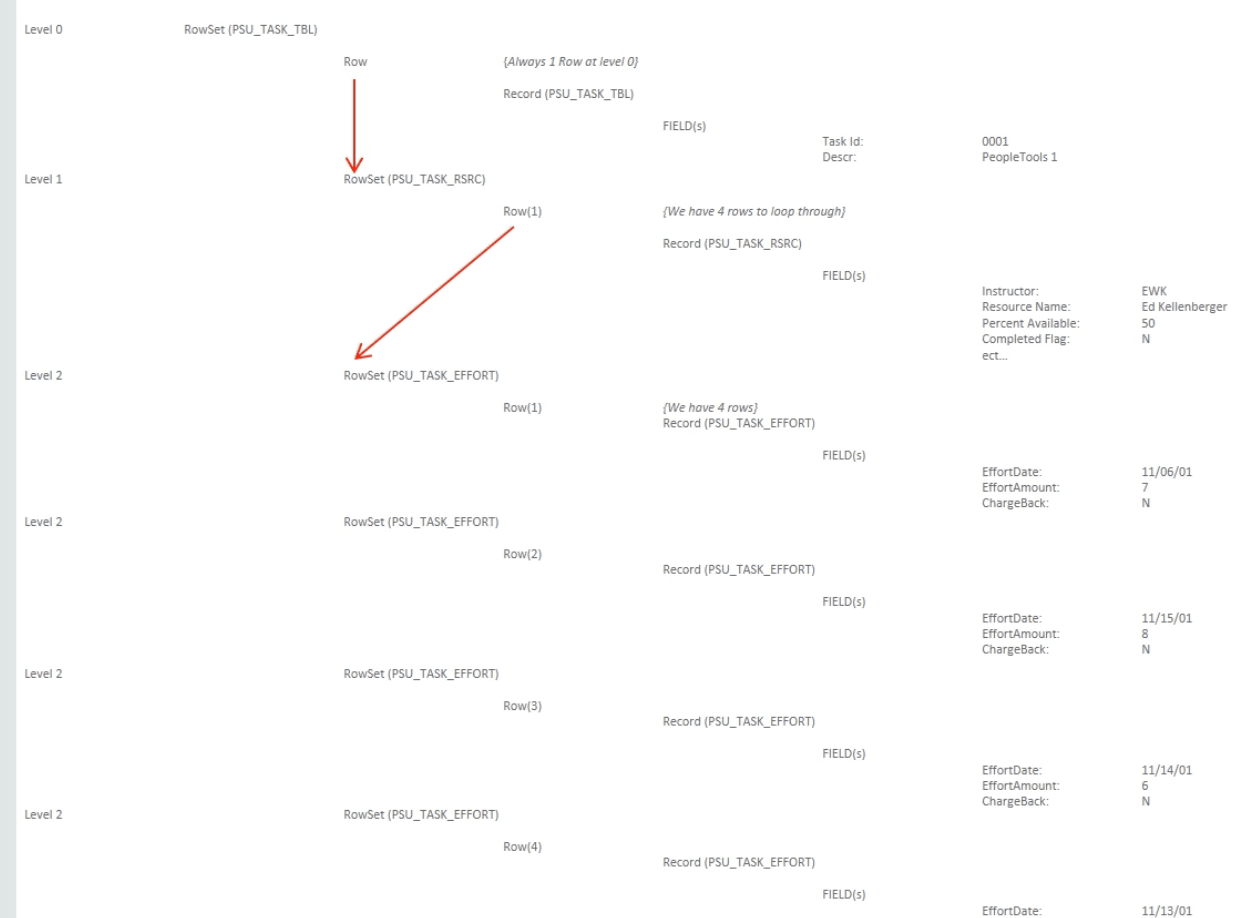 Level 0 RowSet (PSU_TASK_TBL)
Row {Always 1 Row at level 0}
Record (PSU_TASK_TBL)
FIELD(s)
Task Id: 0001
Descr: PeopleTools 1
Level 1 RowSet (PSU_TASK_RSRC)
Row(1) {We have 4 rows to loop through}
Record (PSU_TASK_RSRC)
FIELD(s)
Instructor: EWK
Resource Name: Ed Kellenberger
Percent Available: 50
Completed Flag: N
ect...
Level 2 RowSet (PSU_TASK_EFFORT)
Row(1) {We have 4 rows}
Record (PSU_TASK_EFFORT)
FIELD(s)
EffortDate: 11/06/01
EffortAmount: 7
ChargeBack: N
Level 2 RowSet (PSU_TASK_EFFORT)
Row(2)
Record (PSU_TASK_EFFORT)
FIELD(s)
EffortDate: 11/15/01
EffortAmount: 8
ChargeBack: N
Level 2 RowSet (PSU_TASK_EFFORT)
Row(3)
Record (PSU_TASK_EFFORT)
FIELD(s)
EffortDate: 11/14/01
EffortAmount: 6
ChargeBack: N
Level 2 RowSet (PSU_TASK_EFFORT)
Row(4)
Record (PSU_TASK_EFFORT)
FIELD(s)
EffortDate: 11/13/01